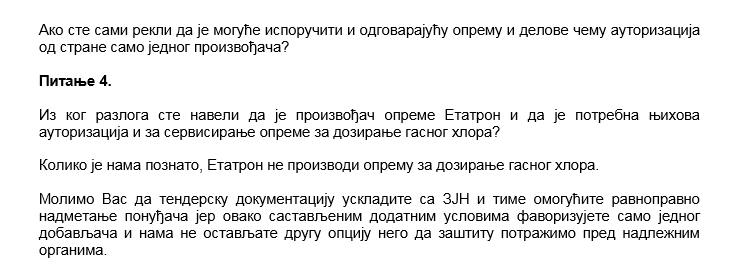 Ако сте сами рекли да је могуће испоручити и одговарајућу опрему и делове чему ауторизација
од стране само једног произвођача?
Питање 4.
Из ког разлога сте навели да је произвођач опреме Етатрон и да је потребна њихова
ауторизација и за сервисирање опреме за дозирање гасног хлора?
Колико је нама познато, Етатрон не производи опрему за дозирање гасног хлора.
Молимо Вас да тендерску документацију ускладите са ЗЈН и тиме омогућите равноправно
надметање понуђача јер овако састављеним додатним условима фаворизујете само једног
добављача и нама не остављате другу опцију него да заштиту потражимо пред надлежним
органима.